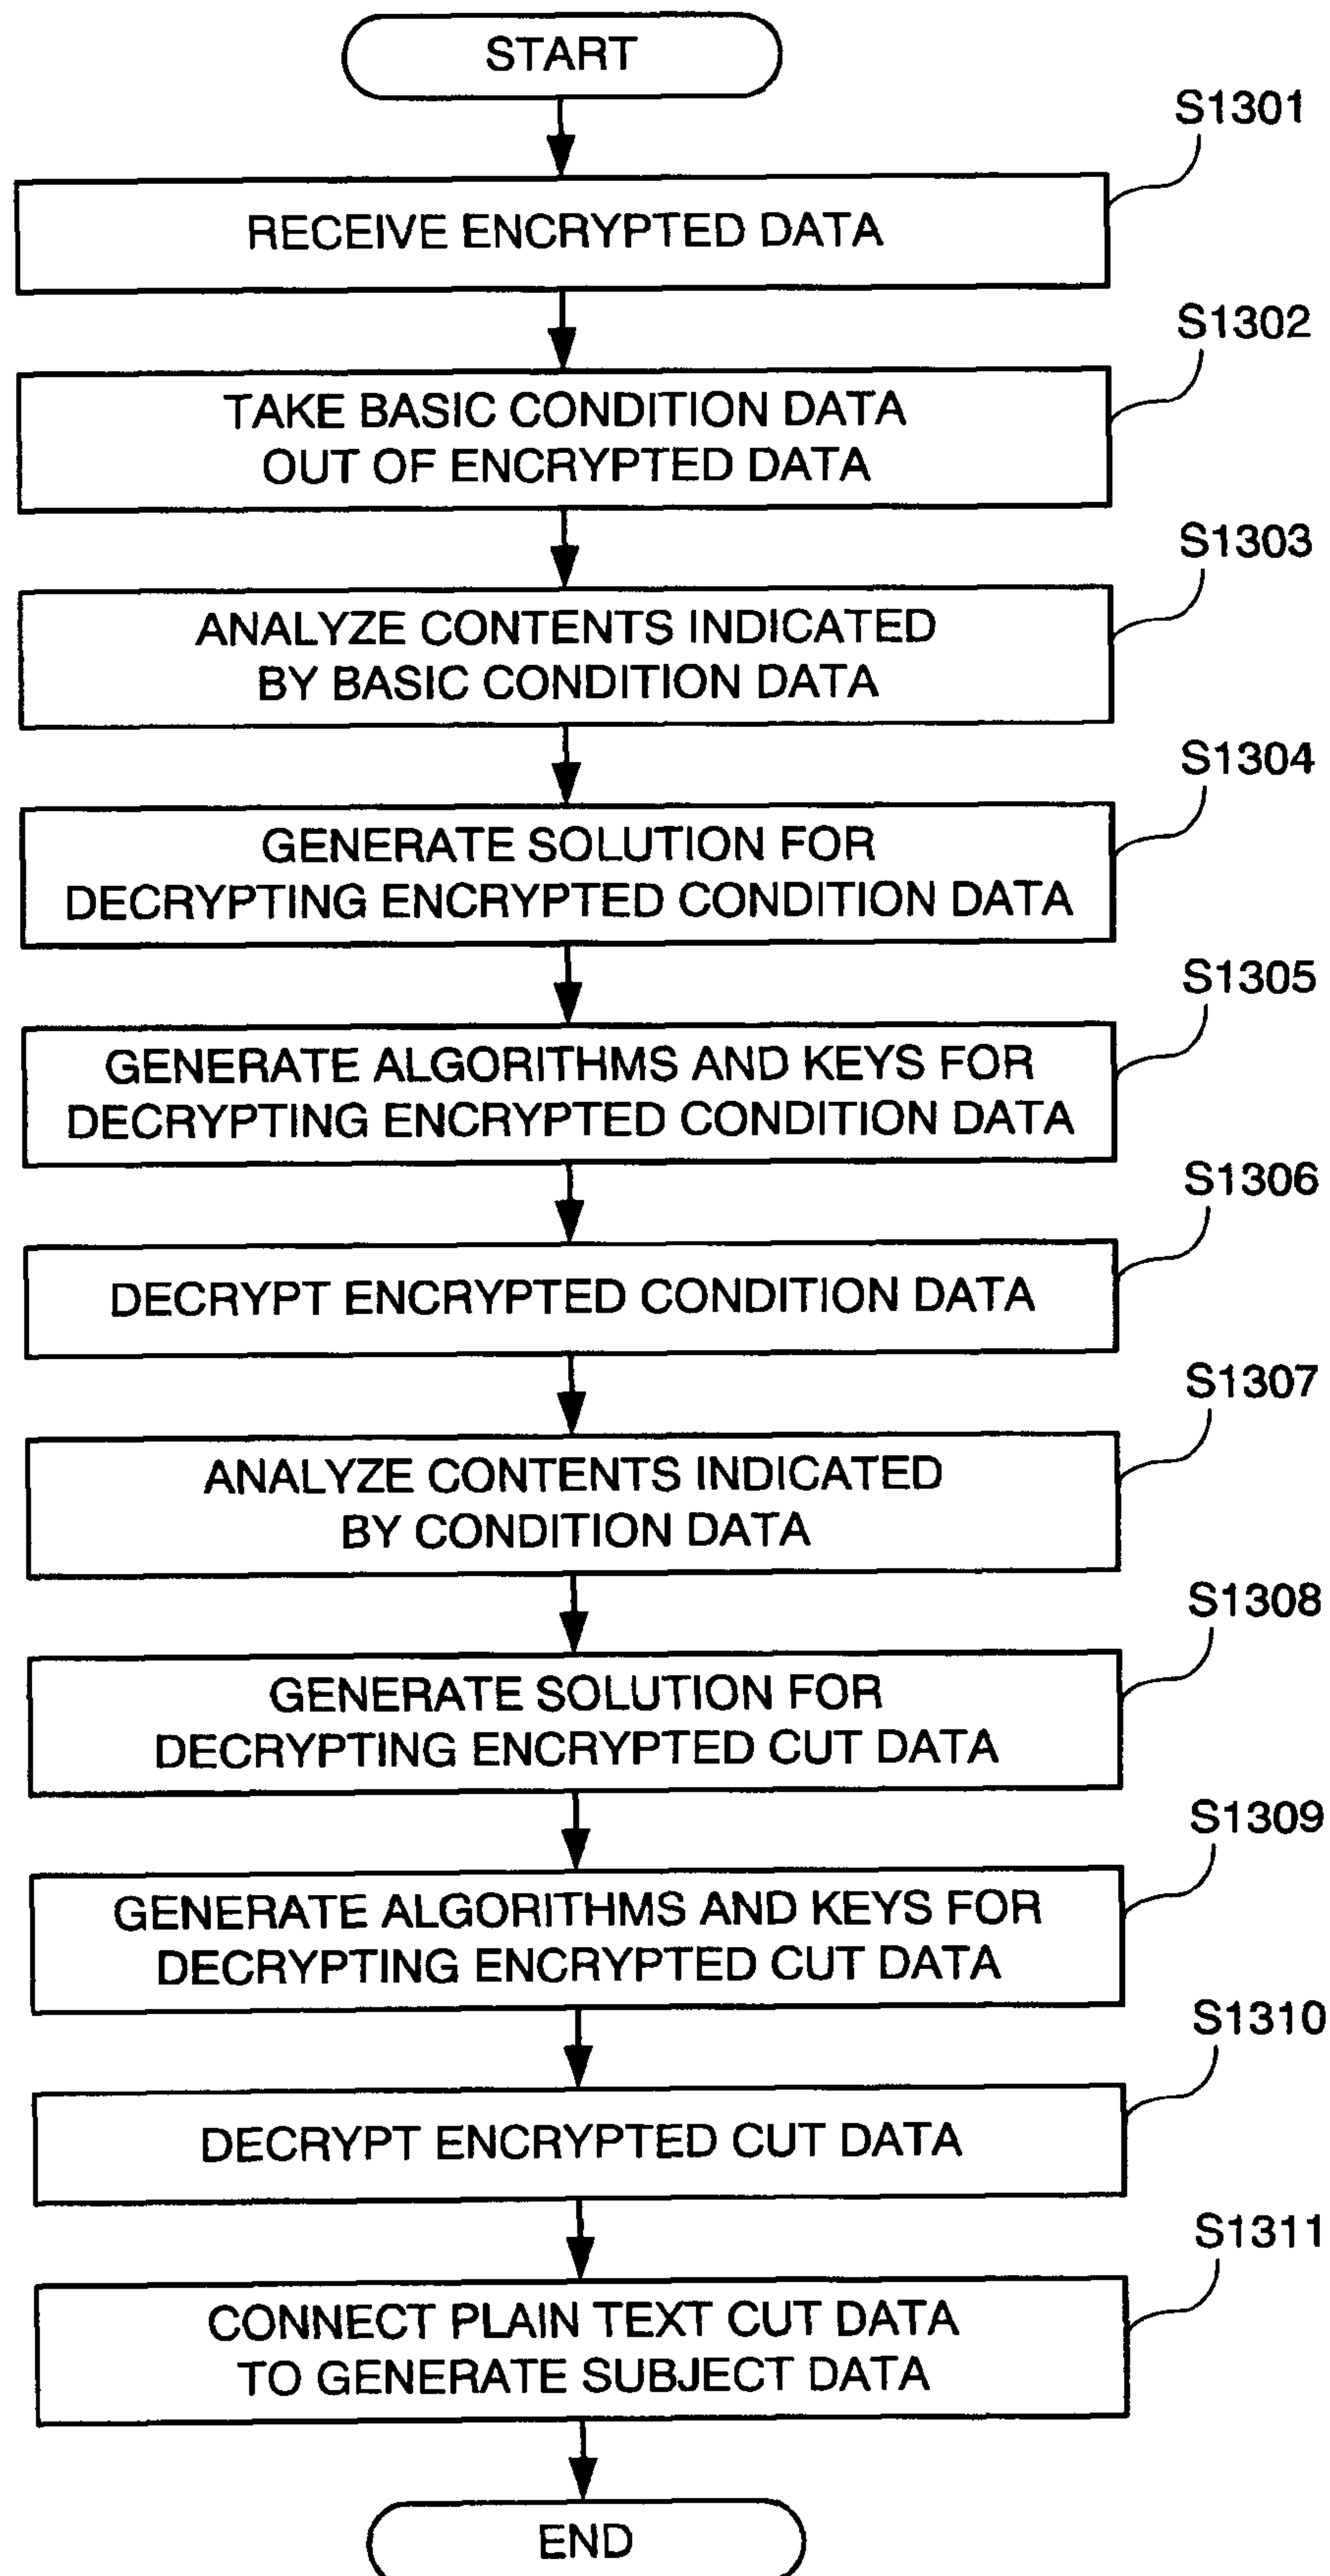 START
S1301
RECEIVE ENCRYPTED DATA
S1302
TAKE BASIC CONDITION DATA
OUT OF ENCRYPTED DATA
S1303
ANALYZE CONTENTS INDICATED
BY BASIC CONDITION DATA
S1304
GENERATE SOLUTION FOR
DECRYPTING ENCRYPTED CONDITION DATA
S1305
GENERATE ALGORITHMS AND KEYS FOR
DECRYPTING ENCRYPTED CONDITION DATA
S1306
DECRYPT ENCRYPTED CONDITION DATA
S1307
ANALYZE CONTENTS INDICATED
BY CONDITION DATA
S1308
GENERATE SOLUTION FOR
DECRYPTING ENCRYPTED CUT DATA
S1309
GENERATE ALGORITHMS AND KEYS FOR
DECRYPTING ENCRYPTED CUT DATA
S1310
DECRYPT ENCRYPTED CUT DATA
S1311
CONNECT PLAIN TEXT CUT DATA
TO GENERATE SUBJECT DATA
END